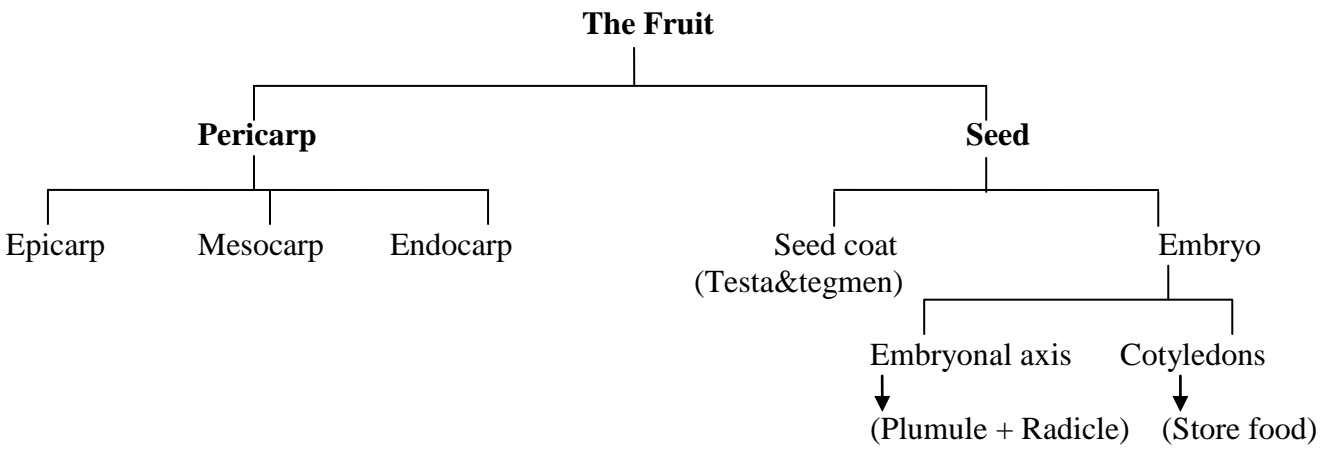 The Fruit
Pericarp Seed
Epicarp Mesocarp Endocarp Seed coat Embryo
(Testa&tegmen)
Embryonal axis Cotyledons
(Plumule + Radicle) (Store food)